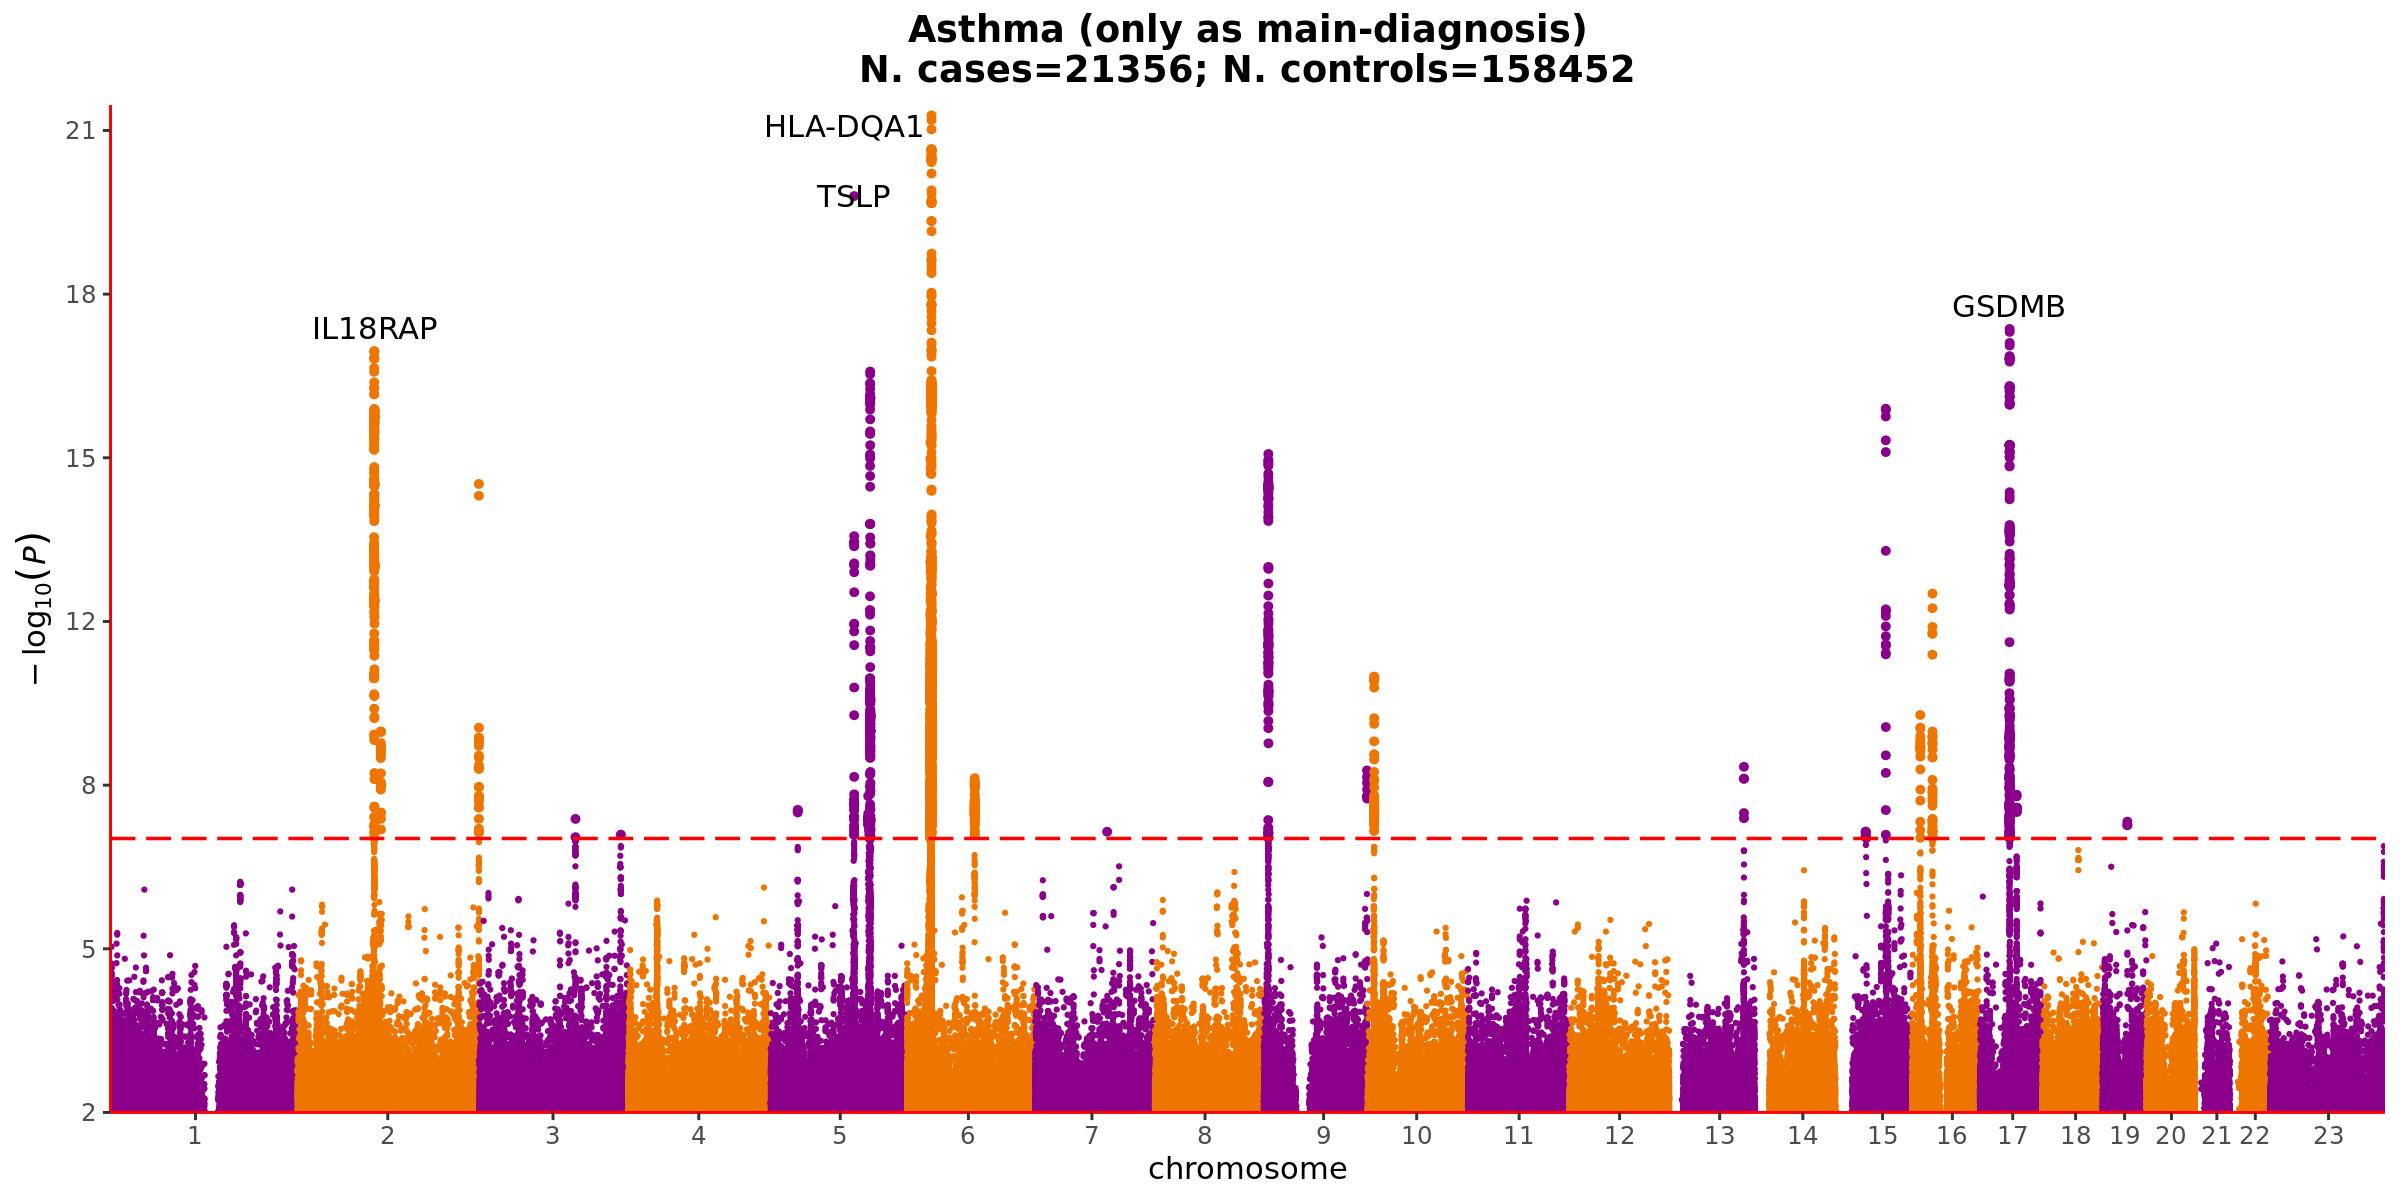 Asthma (only as main-diagnosis)
N. cases=21356; N. controls=158452
21
18
15
12
8
5
2
−log₁₀(P)
HLA-DQA1
TSLP
IL18RAP
GSDMB
1 2 3 4 5 6 7 8 9 10 11 12 13 14 15 16 17 18 19 20 21 22 23
chromosome